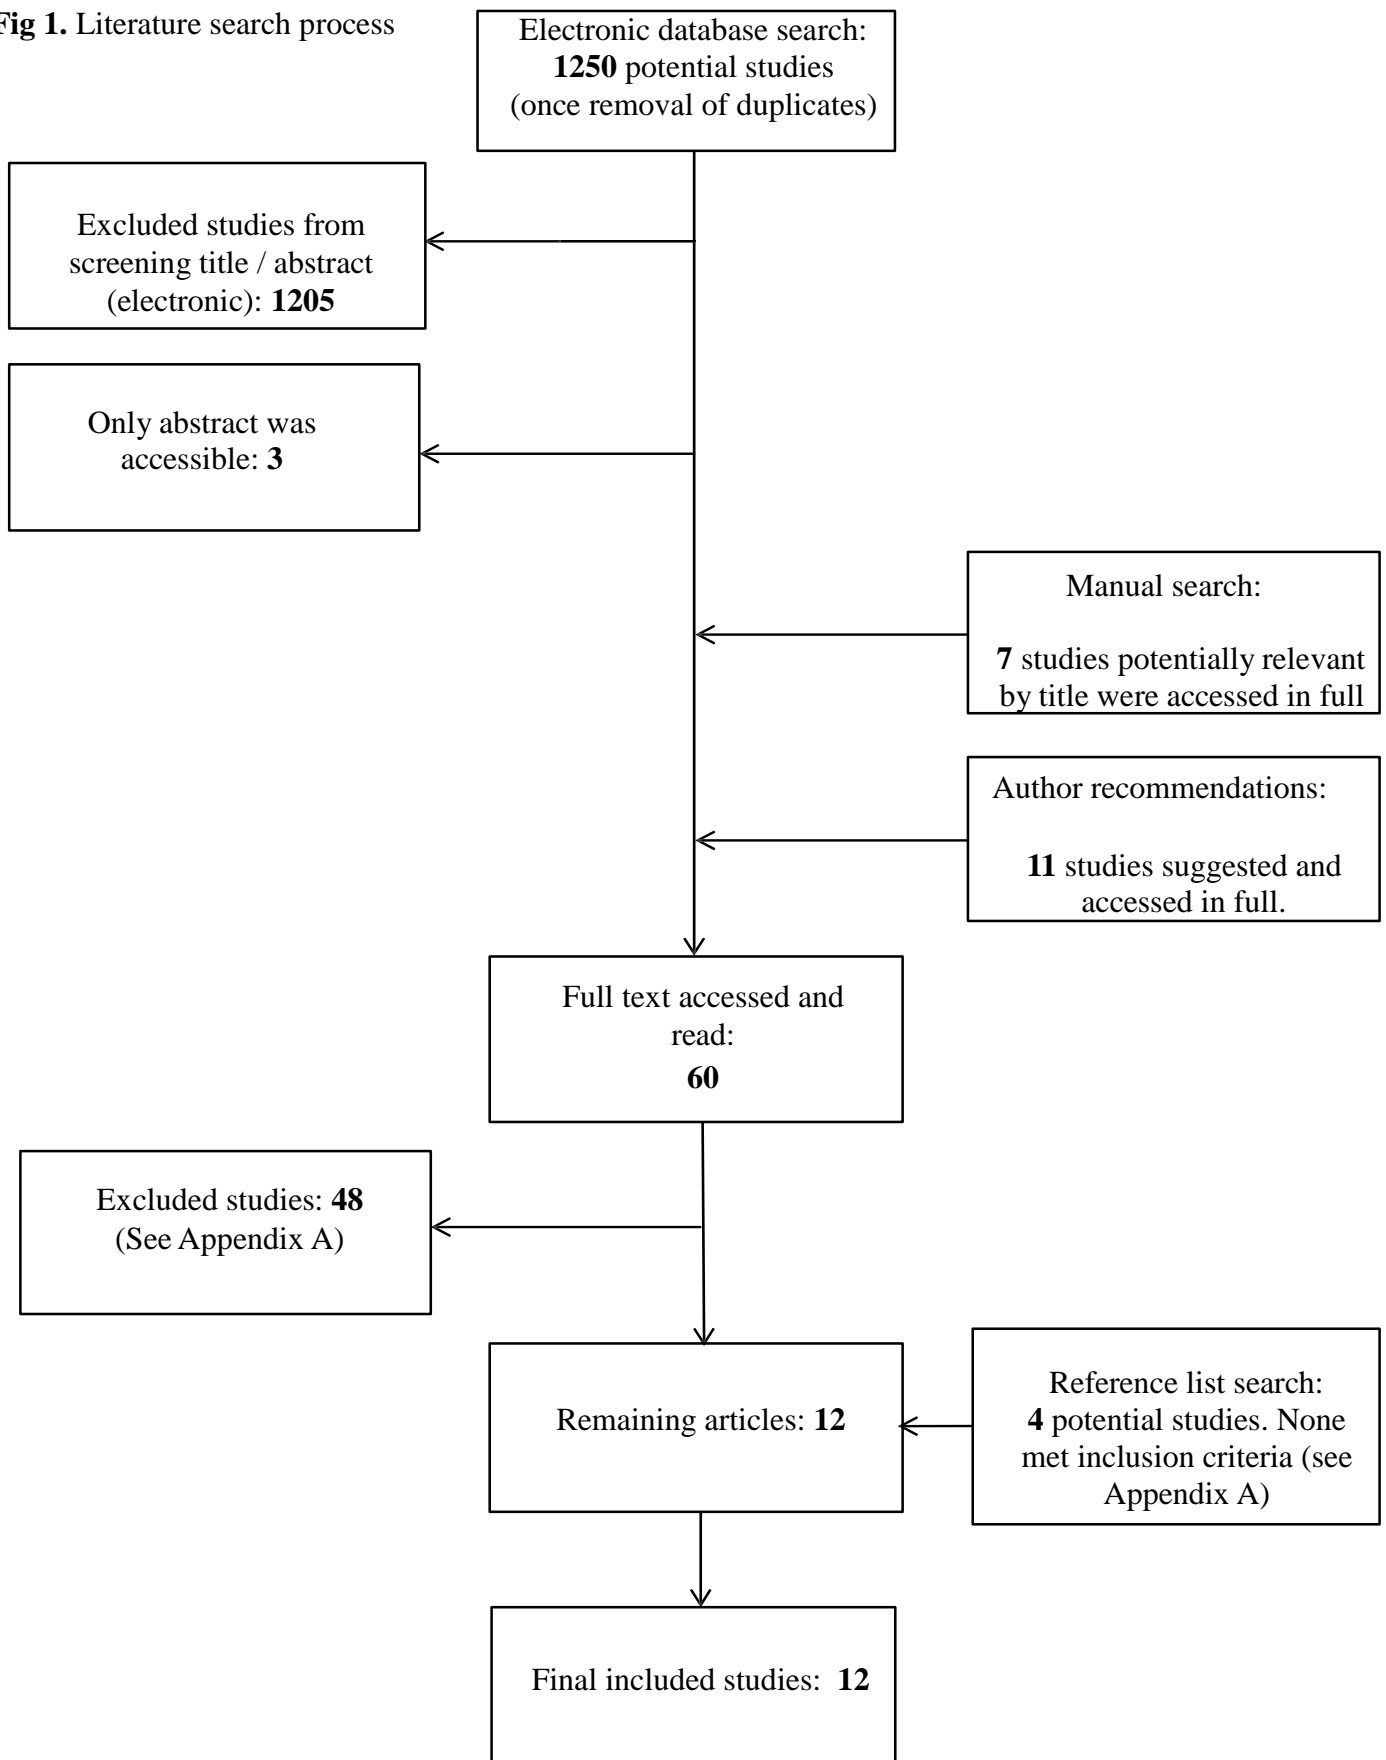 Fig 1. Literature search process
Electronic database search:
1250 potential studies
(once removal of duplicates)
Excluded studies from
screening title / abstract
(electronic): 1205
Only abstract was
accessible: 3
Manual search:
7 studies potentially relevant
by title were accessed in full
Author recommendations:
11 studies suggested and
accessed in full.
Full text accessed and
read:
60
Excluded studies: 48
(See Appendix A)
Remaining articles: 12
Reference list search:
4 potential studies. None
met inclusion criteria (see
Appendix A)
Final included studies: 12